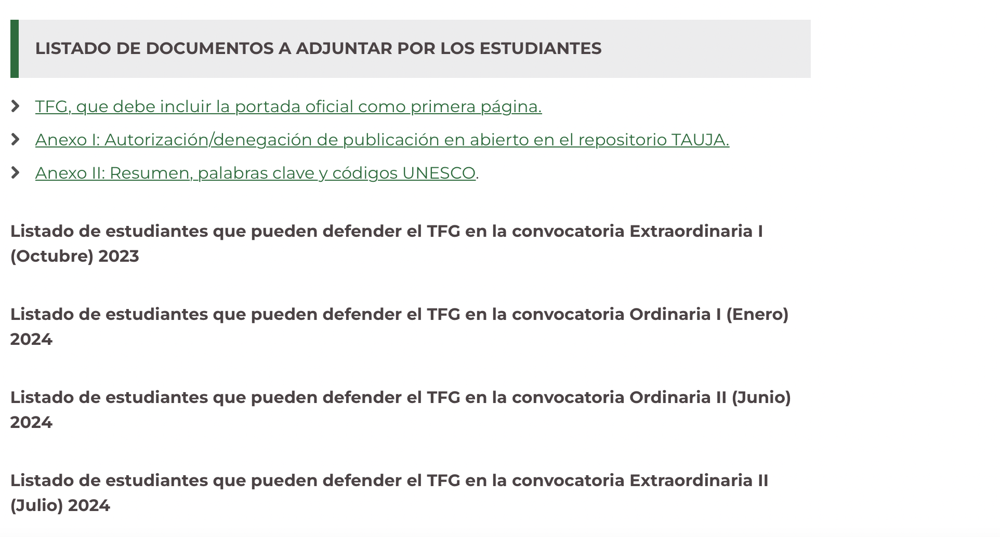 LISTADO DE DOCUMENTOS A ADJUNTAR POR LOS ESTUDIANTES
TFG, que debe incluir la portada oficial como primera página.
Anexo I: Autorización/denegación de publicación en abierto en el repositorio TAUJA.
Anexo II: Resumen, palabras clave y códigos UNESCO.
Listado de estudiantes que pueden defender el TFG en la convocatoria Extraordinaria I
(Octubre) 2023
Listado de estudiantes que pueden defender el TFG en la convocatoria Ordinaria I (Enero)
2024
Listado de estudiantes que pueden defender el TFG en la convocatoria Ordinaria II (Junio)
2024
Listado de estudiantes que pueden defender el TFG en la convocatoria Extraordinaria II
(Julio) 2024